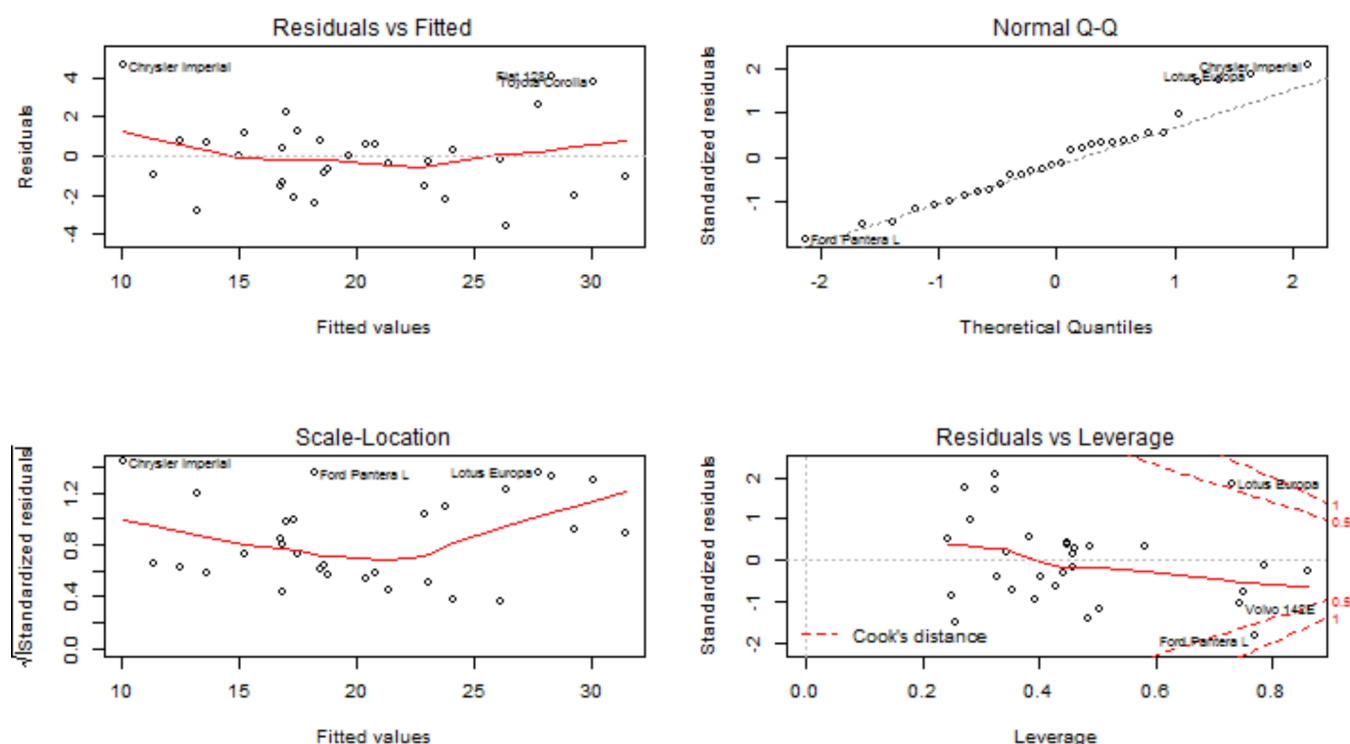 Residuals vs Fitted
Residuals
4
2
0
-2
-4
Chrysler Imperial
Fiat 128
Toyota Corolla
10
15
20
25
30
Fitted values
Normal Q-Q
Standardized residuals
2
1
0
-1
Chrysler Imperial
Lotus Europa
Ford Pantera L
-2
-1
0
1
2
Theoretical Quantiles
Scale-Location
√|Standardized residuals|
1.2
0.8
0.4
0.0
Chrysler Imperial
Ford Pantera L
Lotus Europa
10
15
20
25
30
Fitted values
Residuals vs Leverage
Standardized residuals
2
1
0
-1
-2
Lotus Europa
1
0.5
0.5
1
Volvo 142E
Ford Pantera L
Cook's distance
0.0
0.2
0.4
0.6
0.8
Leverage